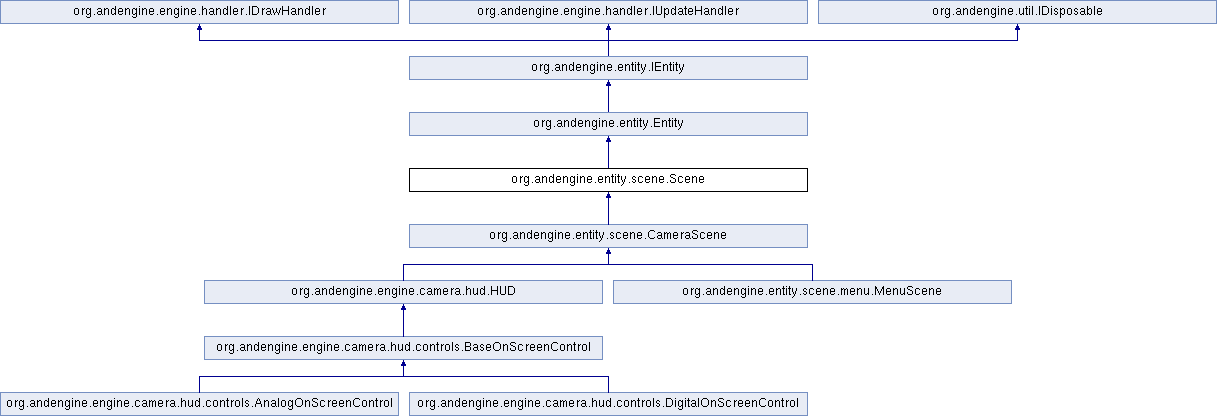 org.andengine.engine.handler.IDrawHandler
org.andengine.engine.handler.IUpdateHandler
org.andengine.util.IDisposable
org.andengine.entity.IEntity
org.andengine.entity.Entity
org.andengine.entity.scene.Scene
org.andengine.entity.scene.CameraScene
org.andengine.engine.camera.hud.HUD
org.andengine.entity.scene.menu.MenuScene
org.andengine.engine.camera.hud.controls.BaseOnScreenControl
org.andengine.engine.camera.hud.controls.AnalogOnScreenControl
org.andengine.engine.camera.hud.controls.DigitalOnScreenControl